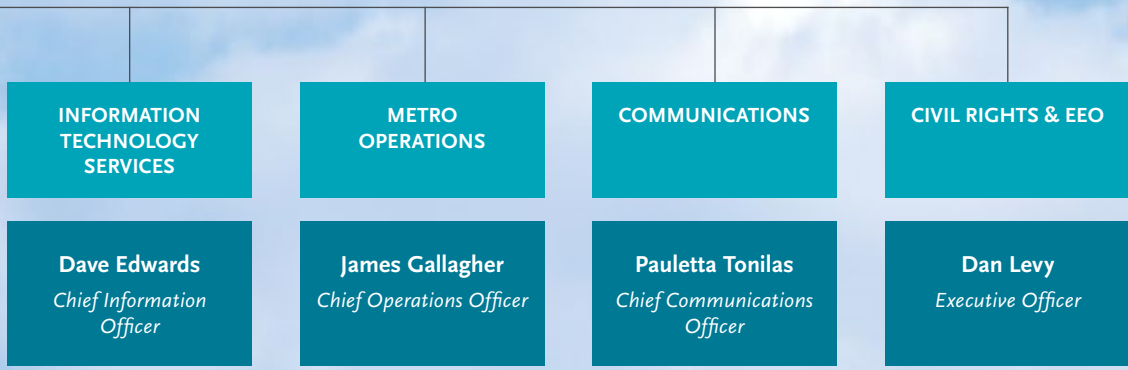 INFORMATION
TECHNOLOGY
SERVICES
METRO
OPERATIONS
COMMUNICATIONS
CIVIL RIGHTS & EEO
Dave Edwards
Chief Information
Officer
James Gallagher
Chief Operations Officer
Pauletta Tonilas
Chief Communications
Officer
Dan Levy
Executive Officer